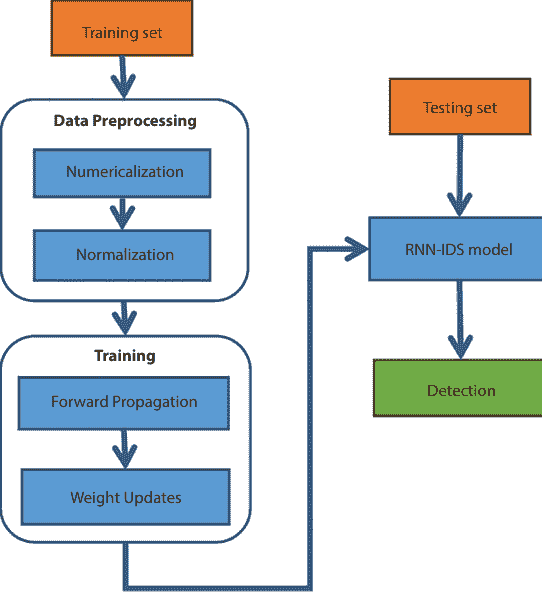 Training set
Data Preprocessing
Numericalization
Normalization
Training
Forward Propagation
Weight Updates
Testing set
RNN-IDS model
Detection